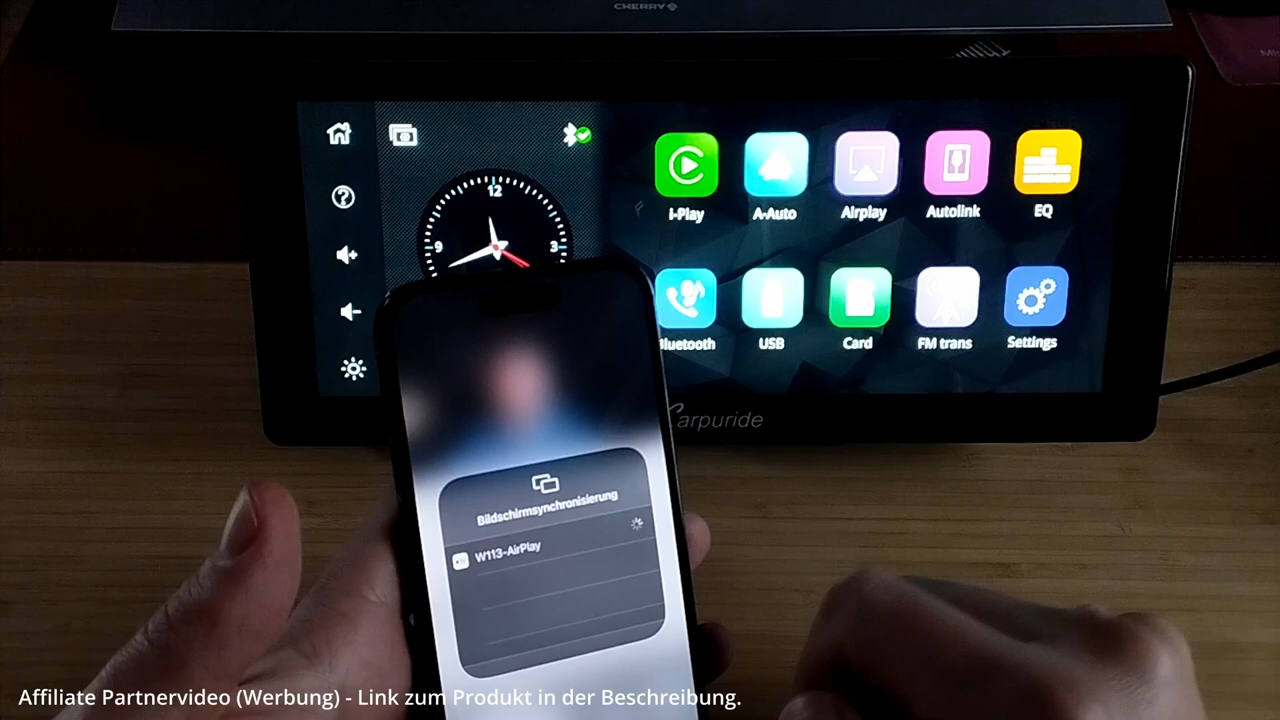 CHERRY
12
9
3
i-Play
A-Auto
Airplay
Autolink
EQ
luetooth
USB
Card
FM trans
Settings
arpuride
Bildschirmsynchronisierung
W113-AirPlay
Affiliate Partnervideo (Werbung) - Link zum Produkt in der Beschreibung.